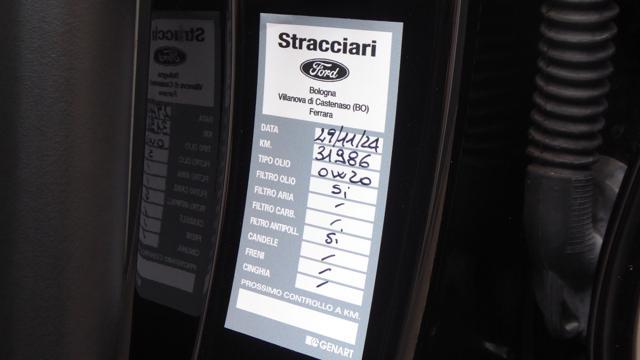 Stracciari
Ford
Bologna
Villanova di Castenaso (BO)
Ferrara
DATA 29/11/21
KM. 31986
TIPO OLIO 0W20
FILTRO OLIO Si
FILTRO ARIA -
FILTRO CARB. -
FILTRO ANTIPOLL. Si
CANDELE -
FRENI -
CINGHIA -
PROSSIMO CONTROLLO A KM.
GENART